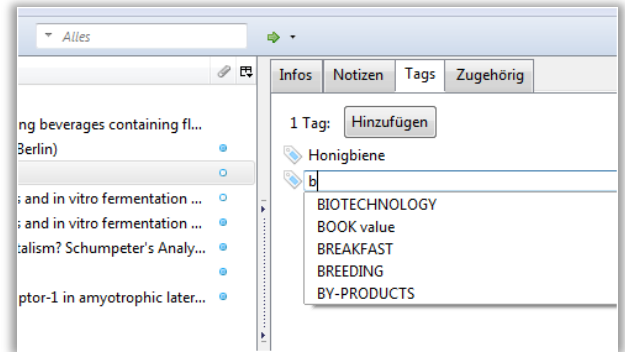 Alles
Infos Notizen Tags Zugehörig
ng beverages containing fl...
Berlin)
s and in vitro fermentation ...
s and in vitro fermentation ...
talism? Schumpeter's Analy...
ptor-1 in amyotrophic later...
1 Tag: Hinzufügen
Honigbiene
b
BIOTECHNOLOGY
BOOK value
BREAKFAST
BREEDING
BY-PRODUCTS